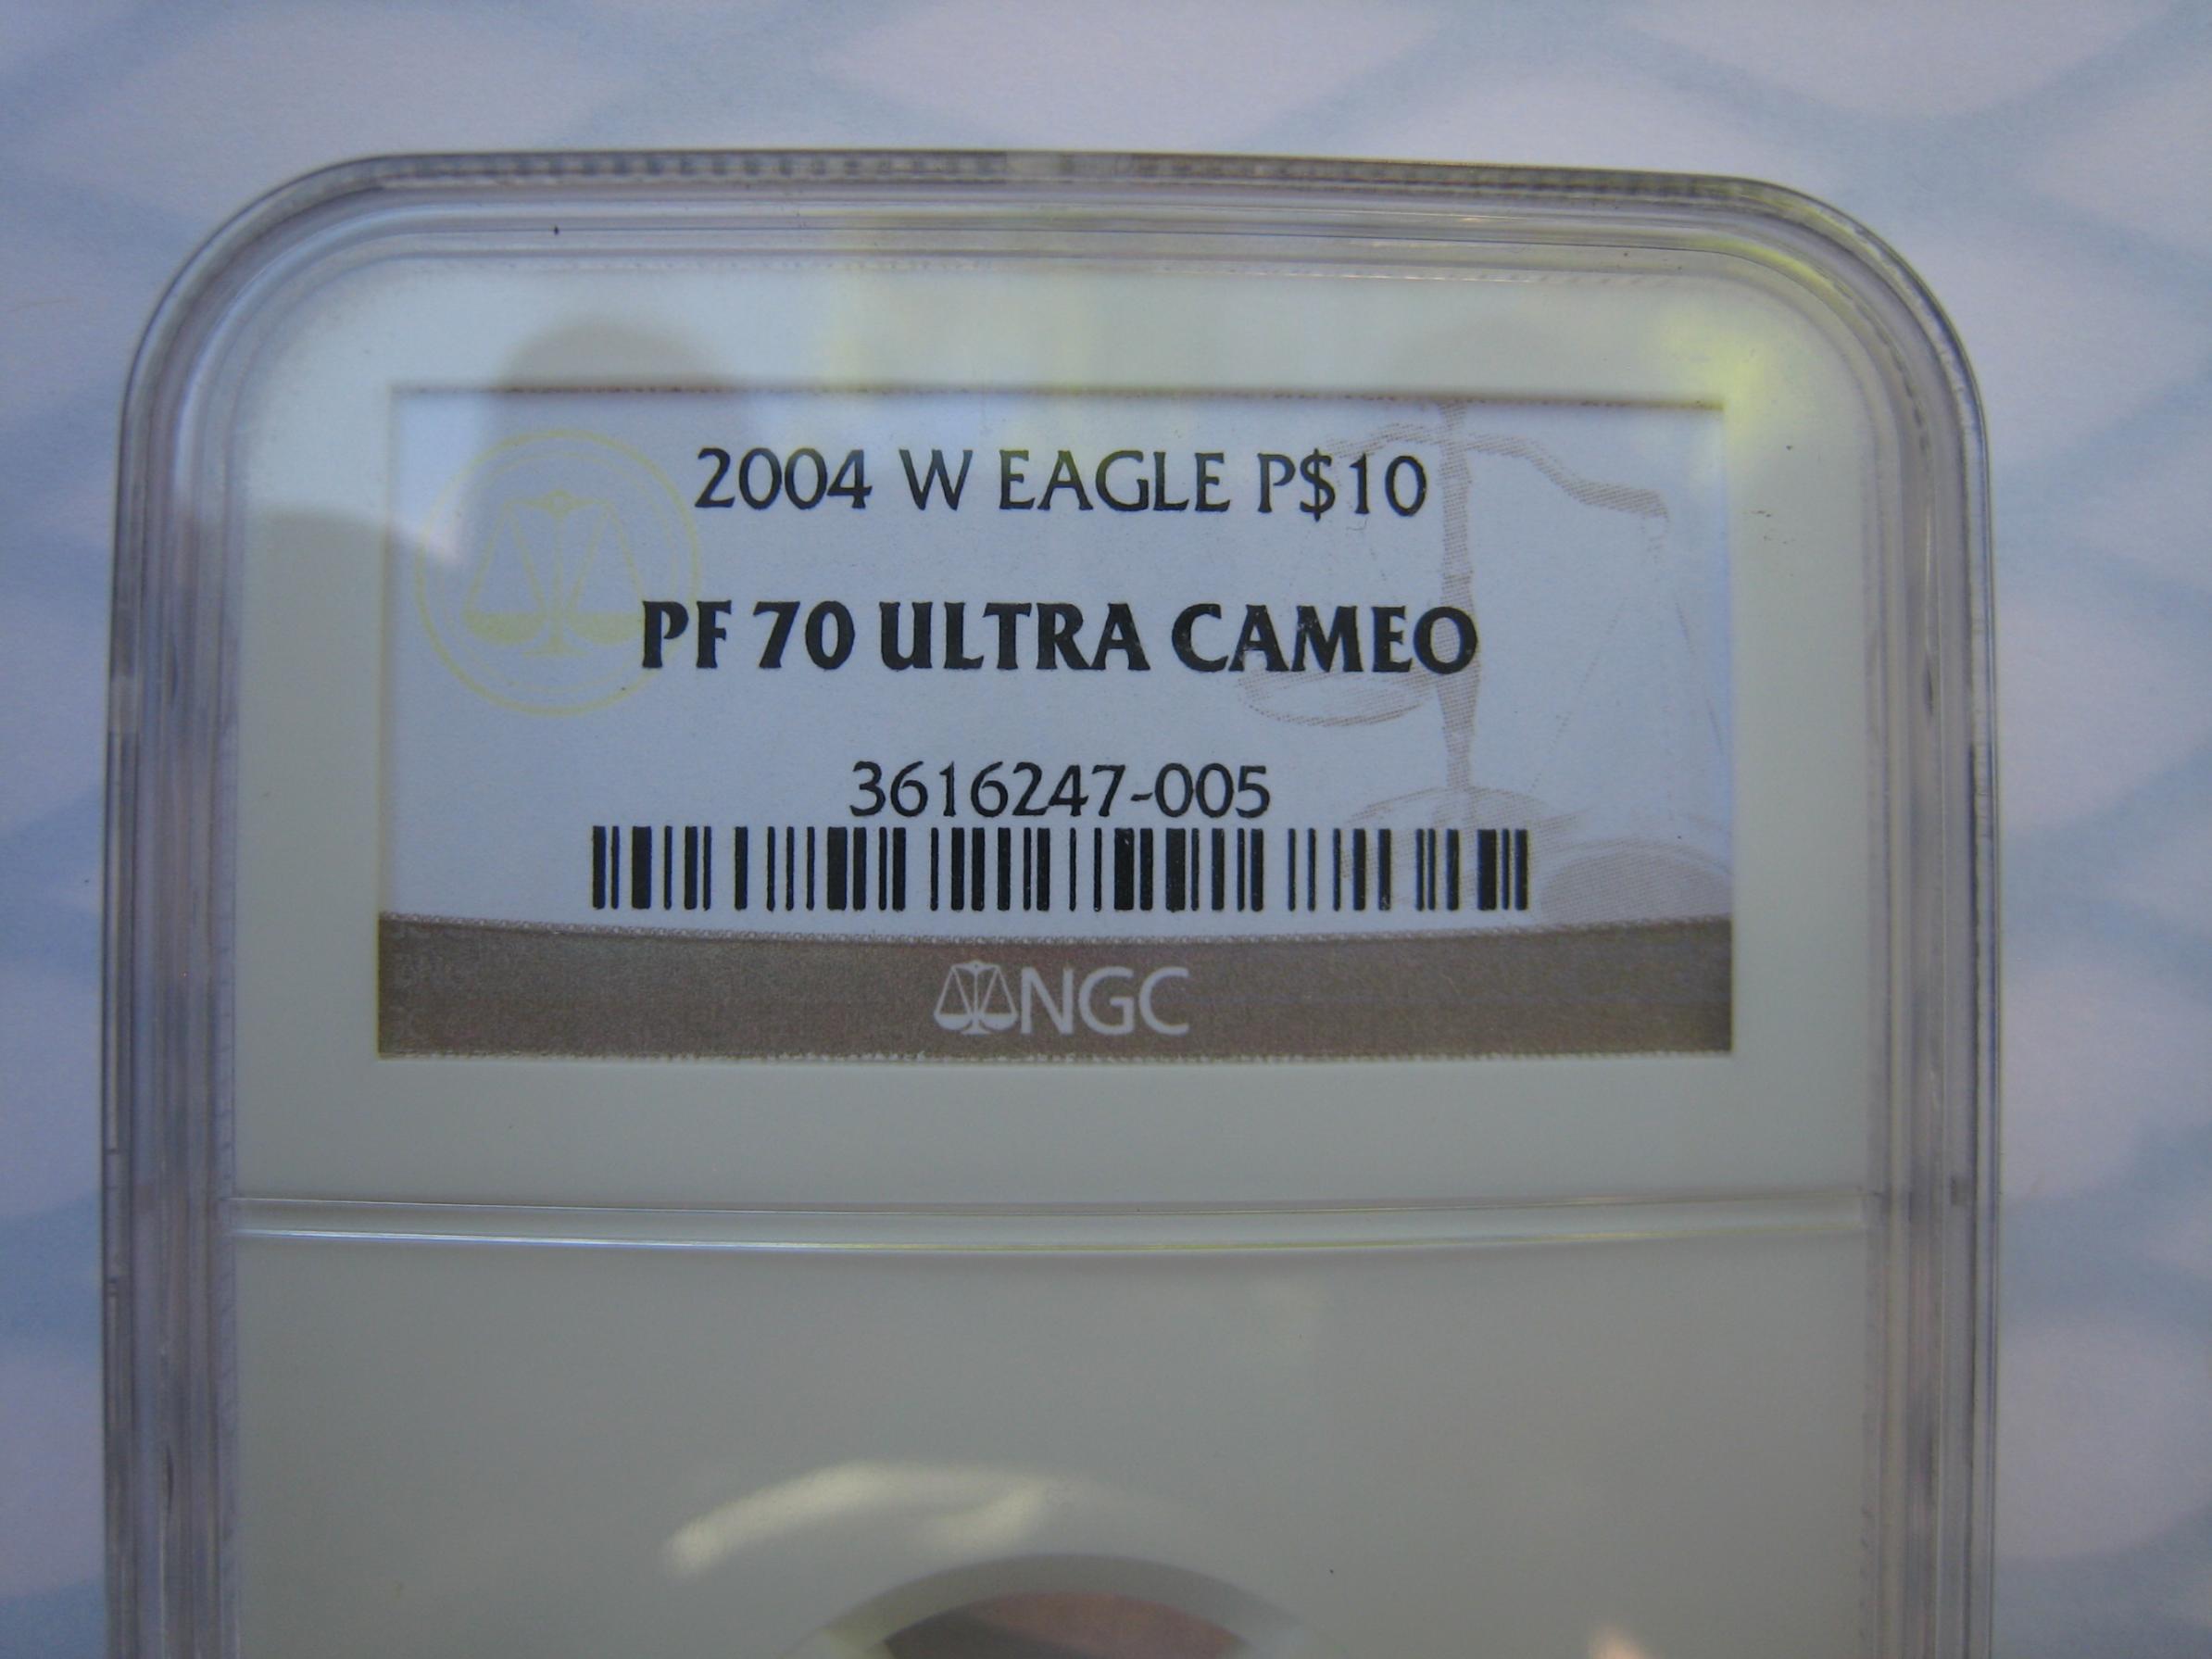 2004 W EAGLE P$10
PF 70 ULTRA CAMEO
3616247-005
NGC